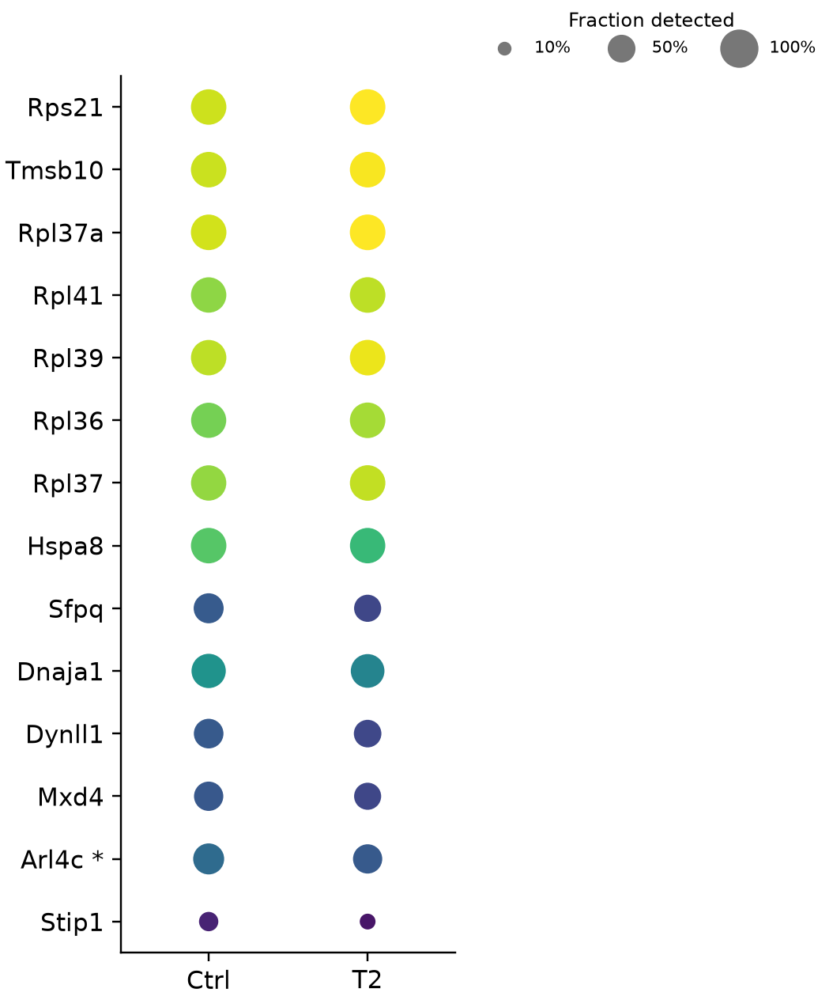 Fraction detected
10% 50% 100%
Rps21
Tmsb10
Rpl37a
Rpl41
Rpl39
Rpl36
Rpl37
Hspa8
Sfpq
Dnaja1
Dynll1
Mxd4
Arl4c *
Stip1
Ctrl T2